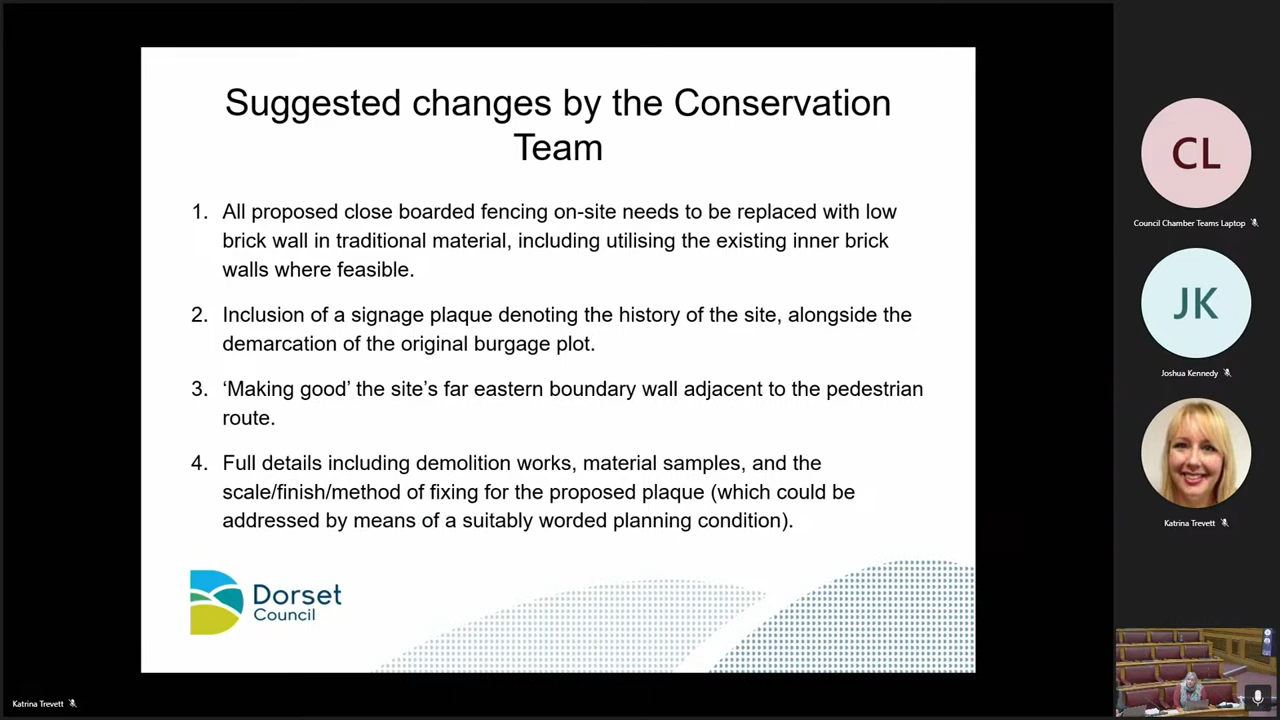 Suggested changes by the Conservation
Team
1. All proposed close boarded fencing on-site needs to be replaced with low
brick wall in traditional material, including utilising the existing inner brick
walls where feasible.
2. Inclusion of a signage plaque denoting the history of the site, alongside the
demarcation of the original burgage plot.
3. ‘Making good’ the site’s far eastern boundary wall adjacent to the pedestrian
route.
4. Full details including demolition works, material samples, and the
scale/finish/method of fixing for the proposed plaque (which could be
addressed by means of a suitably worded planning condition).
Dorset
Council
CL
Council Chamber Teams Laptop
JK
Joshua Kennedy
Katrina Trevett
Katrina Trevett